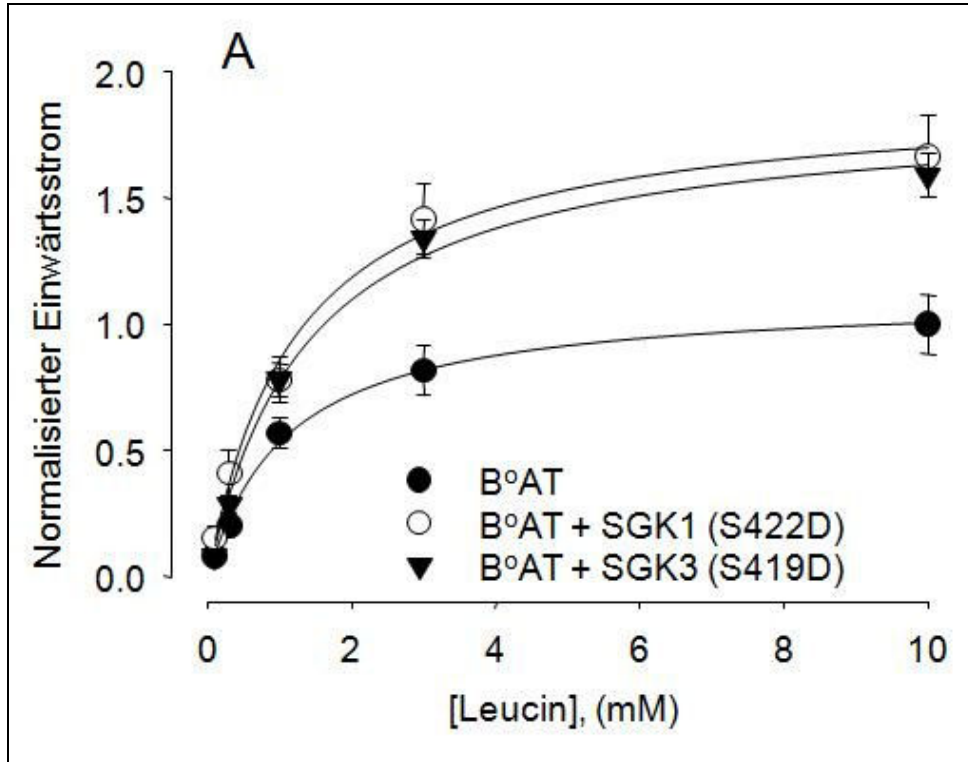 A
2.0
1.5
1.0
0.5
0.0
Normalisierter Einwärtsstrom
B°AT
B°AT + SGK1 (S422D)
B°AT + SGK3 (S419D)
0 2 4 6 8 10
[Leucin], (mM)